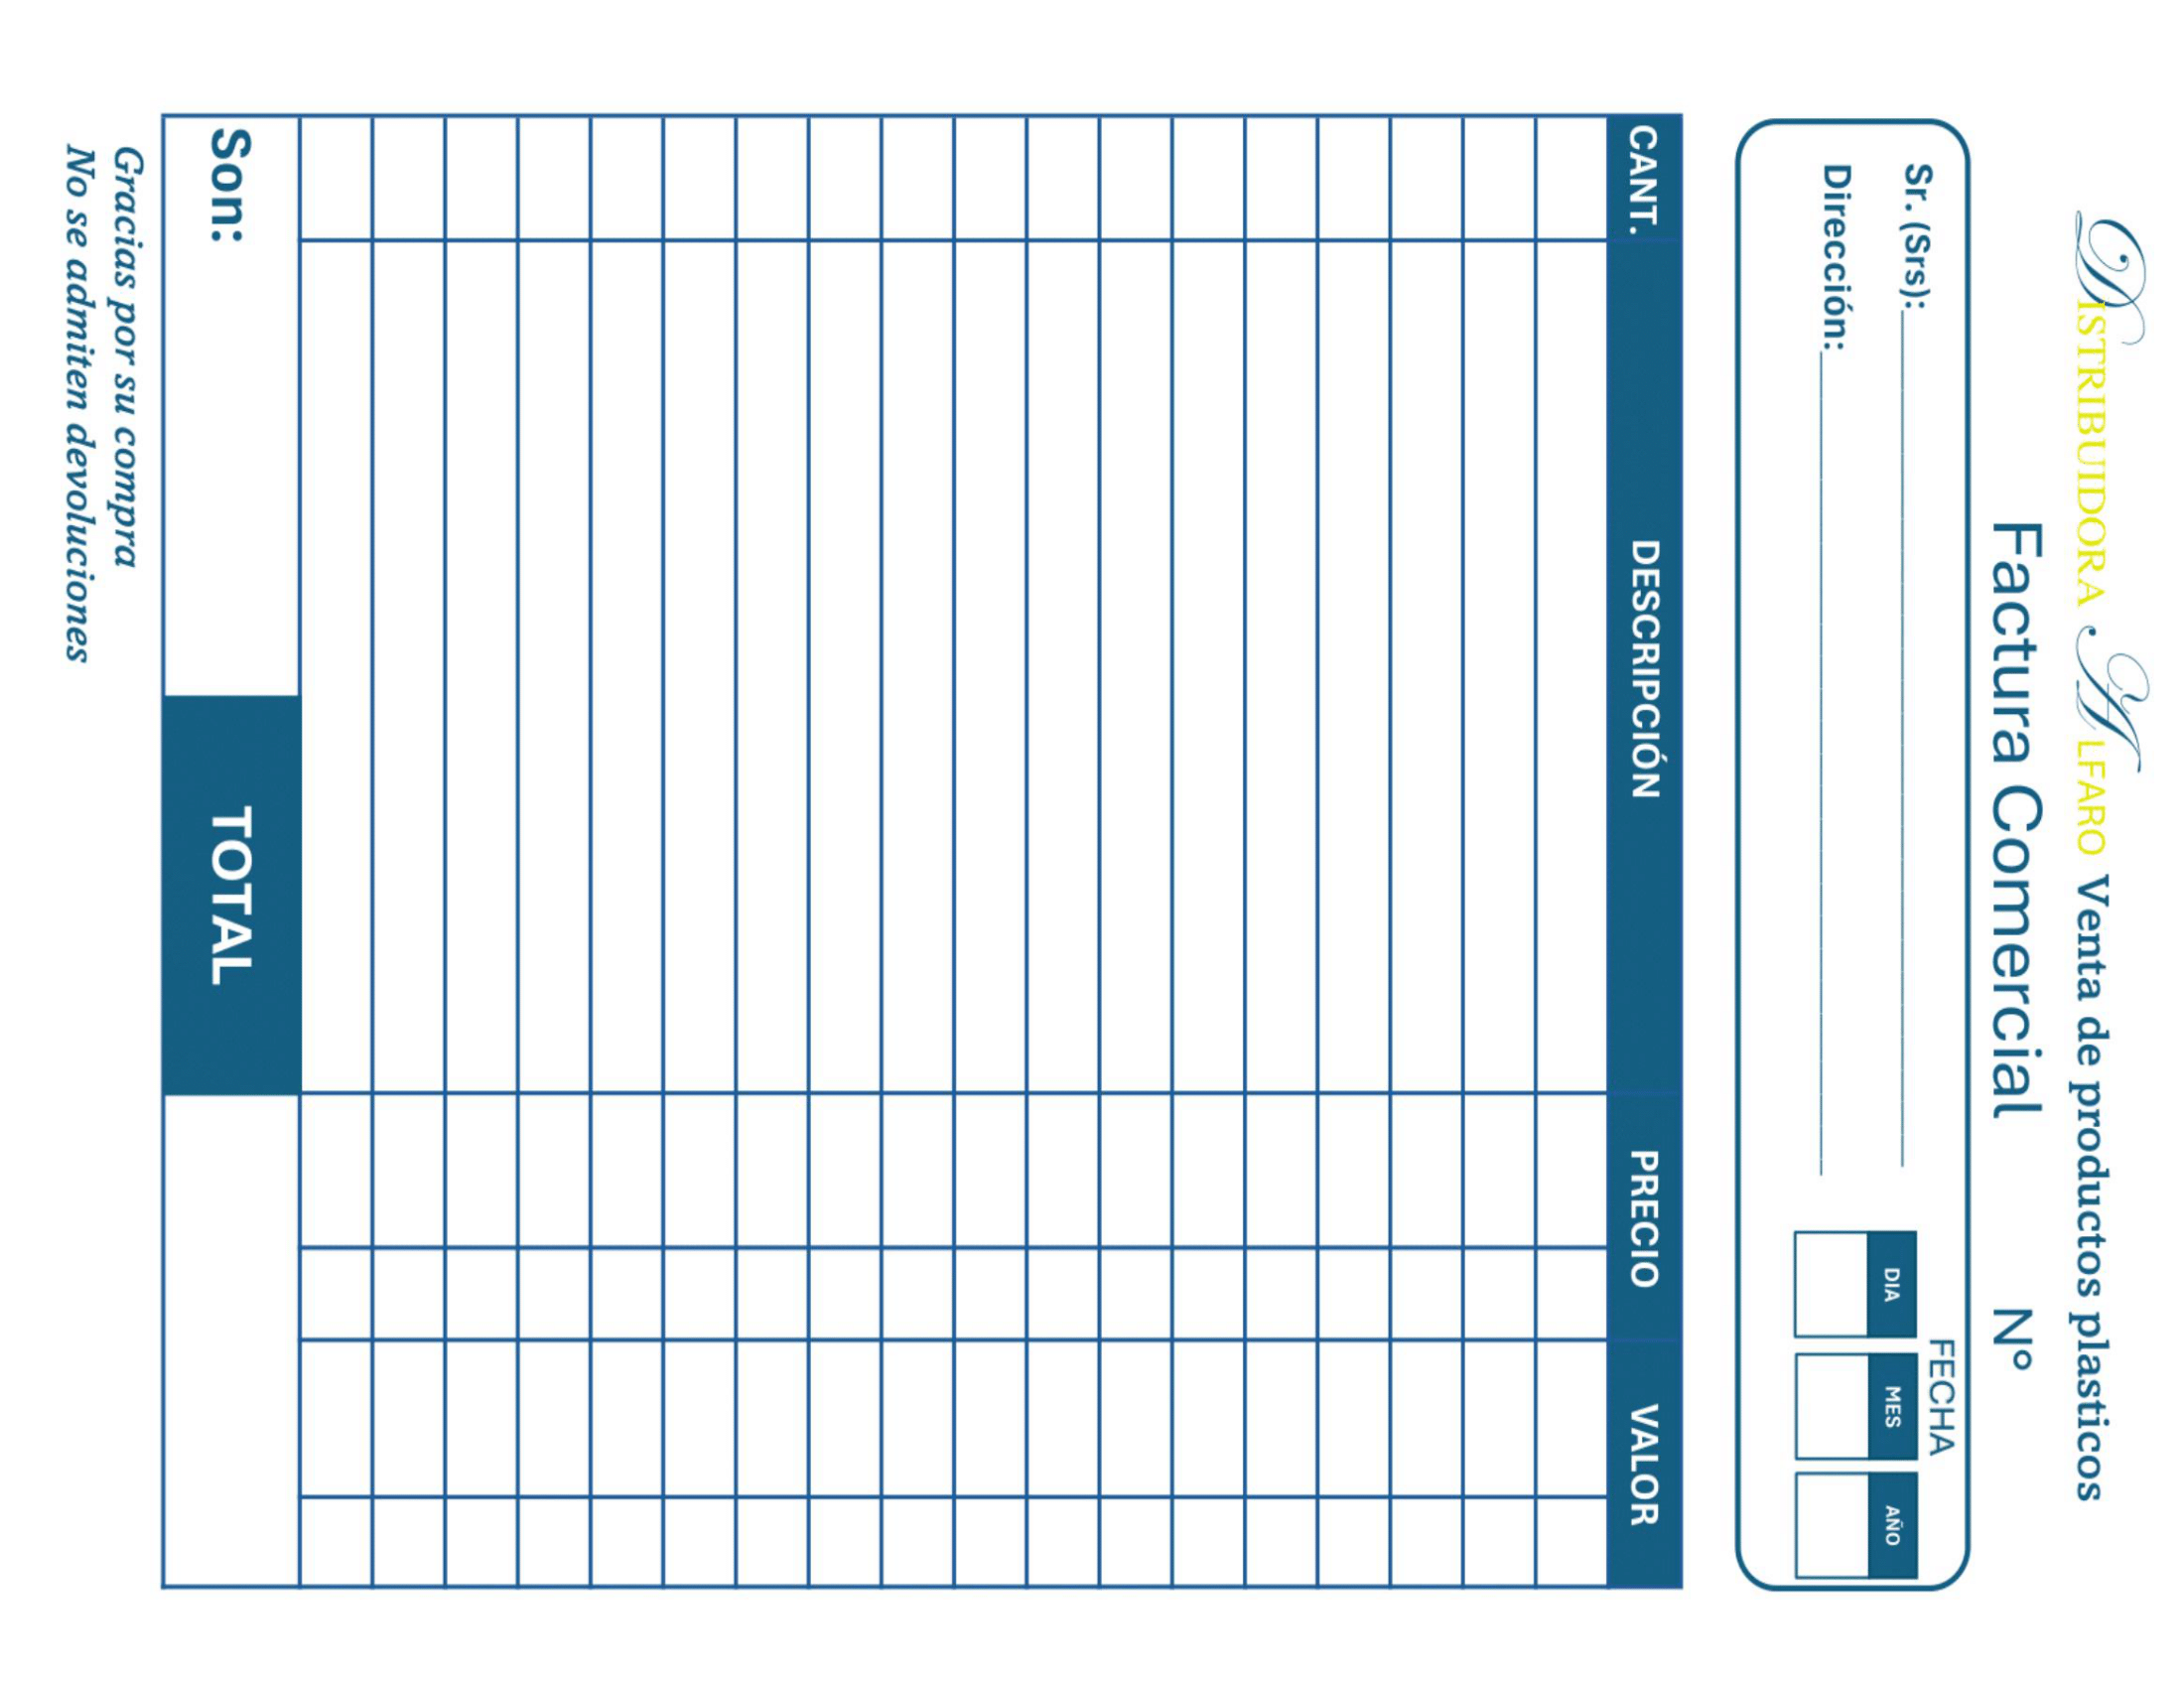 DISTRIBUIDORA ALFARO Venta de productos plasticos
Factura Comercial N°
FECHA
Sr. (Srs):
DIA MES AÑO
Dirección:
CANT. DESCRIPCIÓN PRECIO VALOR
Son: TOTAL
Gracias por su compra
No se admiten devoluciones